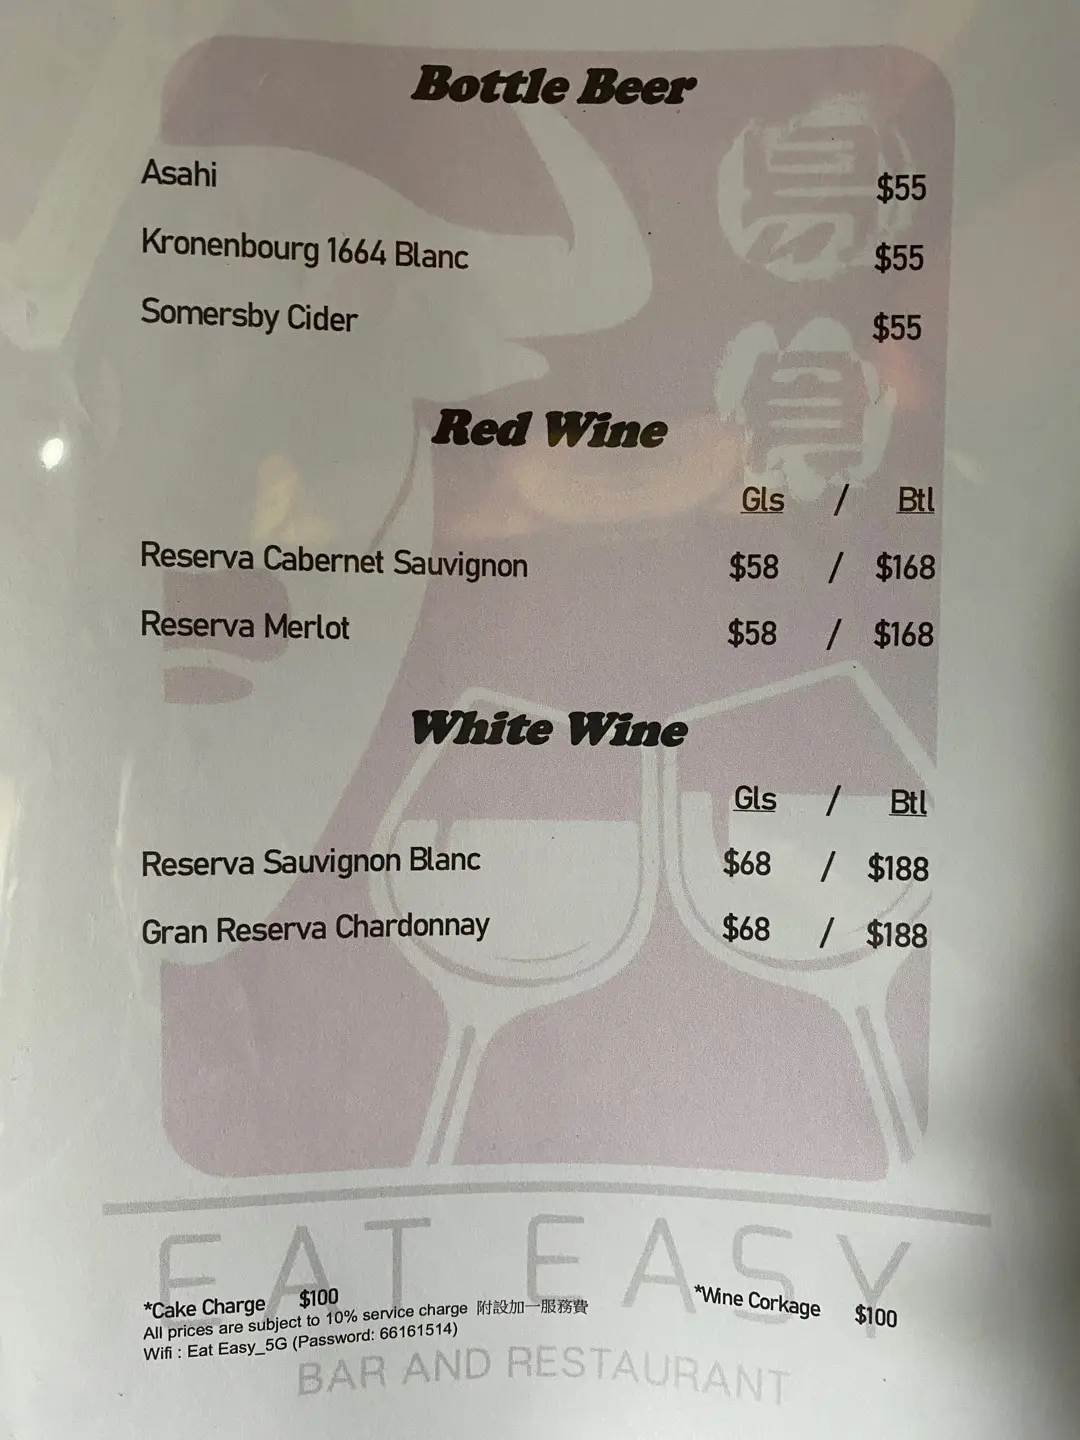 Bottle Beer
Asahi $55
Kronenbourg 1664 Blanc $55
Somersby Cider $55
Red Wine
Gls / Btl
Reserva Cabernet Sauvignon $58 / $168
Reserva Merlot $58 / $168
White Wine
Gls / Btl
Reserva Sauvignon Blanc $68 / $188
Gran Reserva Chardonnay $68 / $188
EAT EASY
*Cake Charge $100 *Wine Corkage $100
All prices are subject to 10% service charge 附設加一服務費
Wifi : Eat Easy_5G (Password: 66161514)
BAR AND RESTAURANT